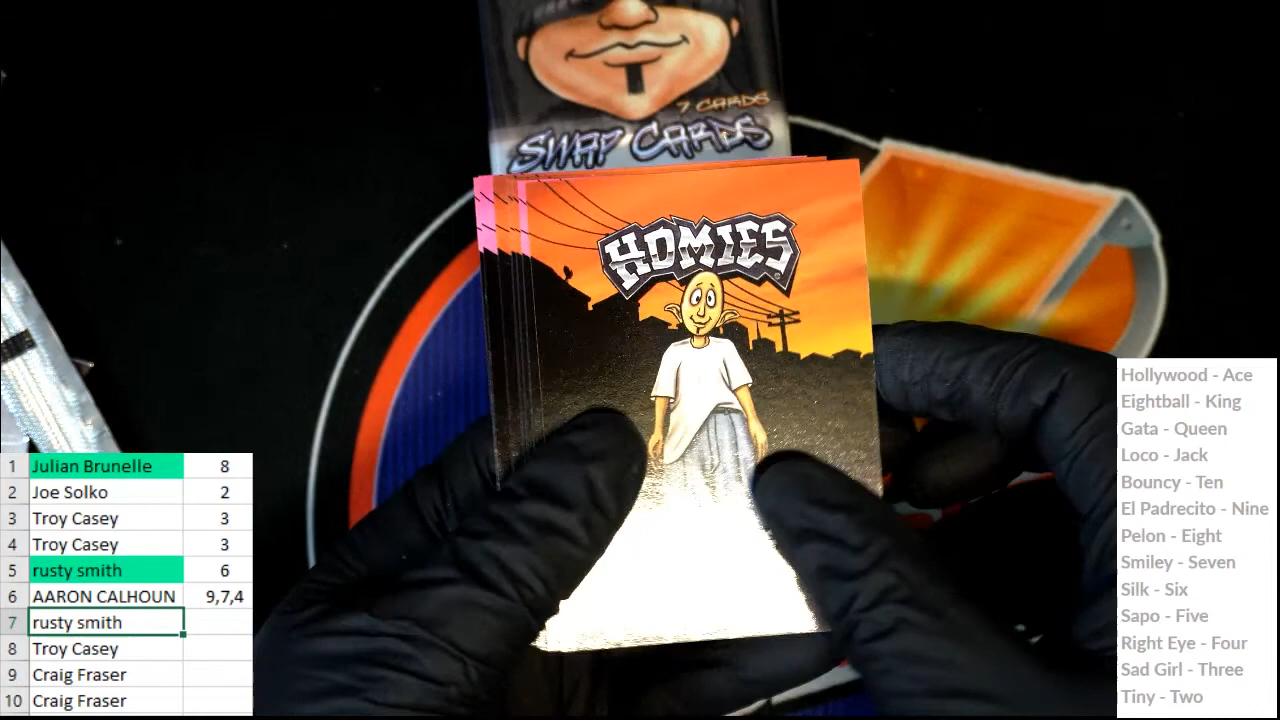 7 CARDS
SWAP CARDS
HOMIES
1 Julian Brunelle 8
2 Joe Solko 2
3 Troy Casey 3
4 Troy Casey 3
5 rusty smith 6
6 AARON CALHOUN 9,7,4
7 rusty smith
8 Troy Casey
9 Craig Fraser
10 Craig Fraser
Hollywood - Ace
Eightball - King
Gata - Queen
Loco - Jack
Bouncy - Ten
El Padrecito - Nine
Pelon - Eight
Smiley - Seven
Silk - Six
Sapo - Five
Right Eye - Four
Sad Girl - Three
Tiny - Two